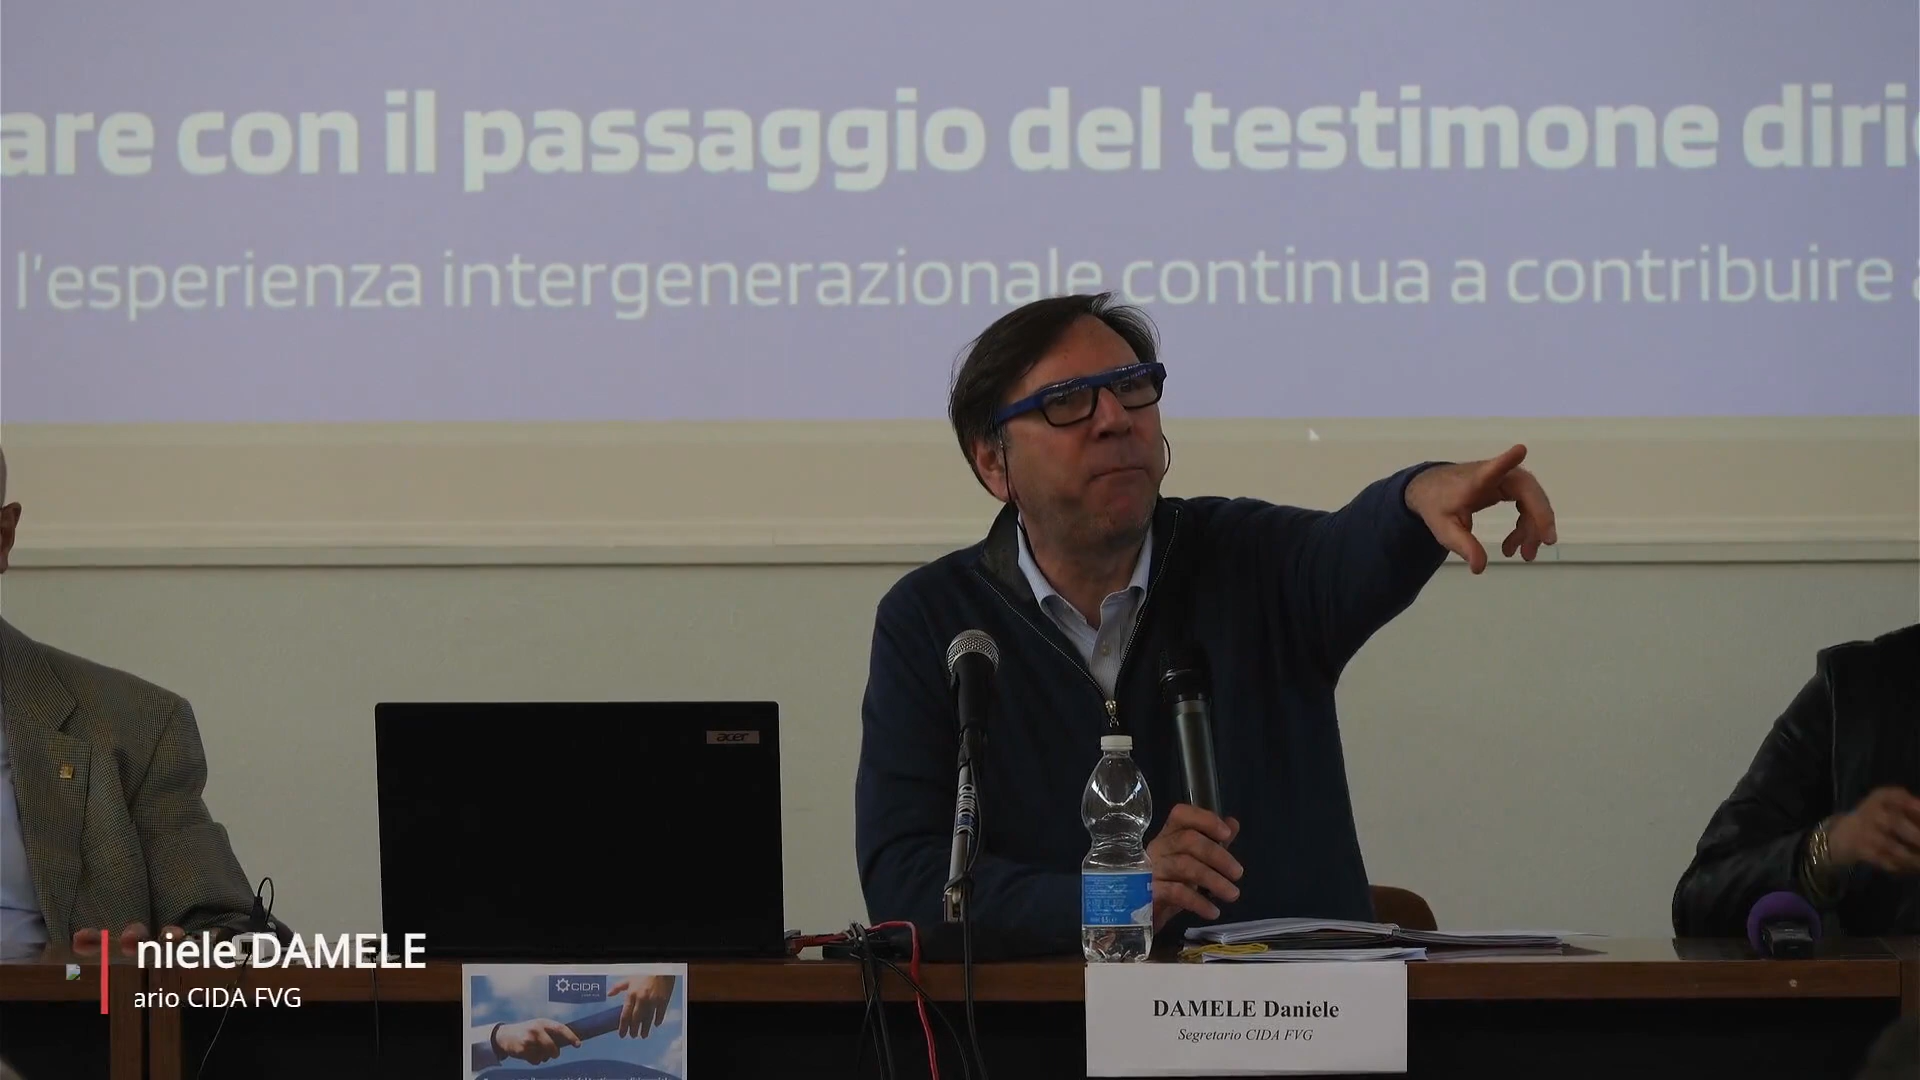 are con il passaggio del testimone diri
l'esperienza intergenerazionale continua a contribuire a
acer
niele DAMELE
ario CIDA FVG
CIDA
DAMELE Daniele
Segretario CIDA FVG